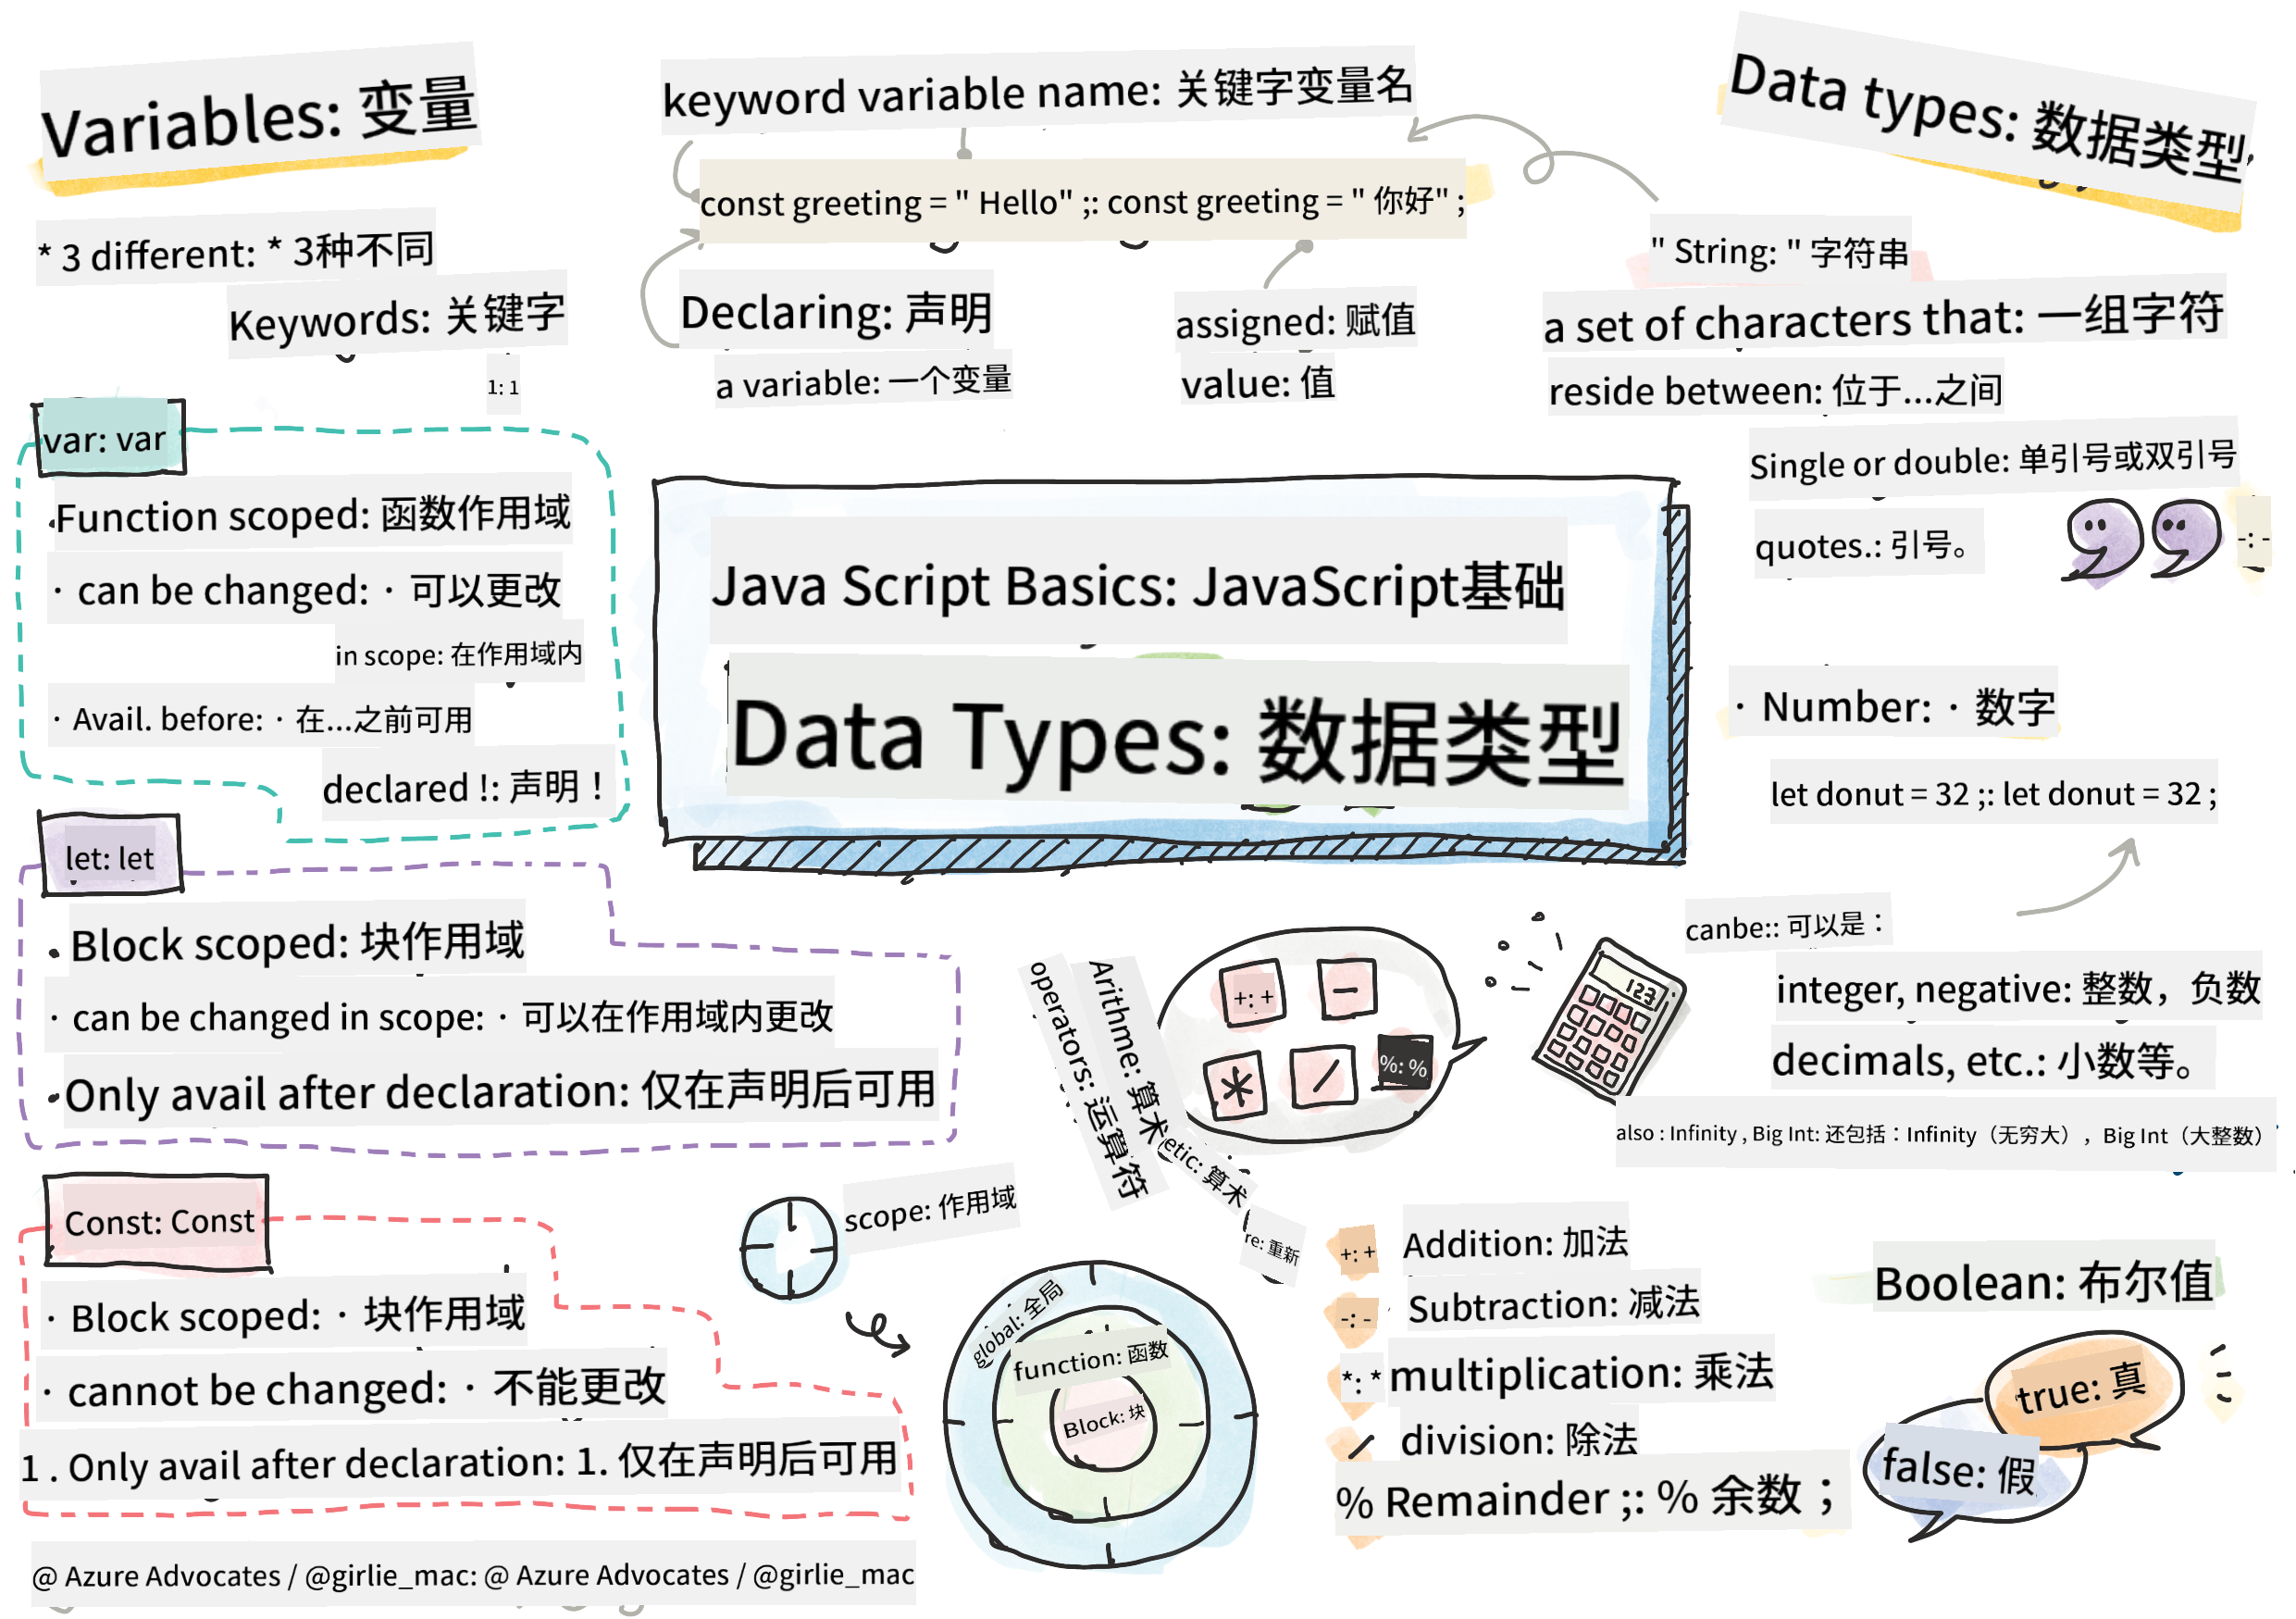 Variables: 变量
* 3 different: * 3种不同
Keywords: 关键字
1: 1
var: var
Function scoped: 函数作用域
· can be changed: · 可以更改
in scope: 在作用域内
· Avail. before: · 在...之前可用
declared !: 声明！
let: let
Block scoped: 块作用域
· can be changed in scope: · 可以在作用域内更改
Only avail after declaration: 仅在声明后可用
Const: Const
· Block scoped: · 块作用域
· cannot be changed: · 不能更改
1 . Only avail after declaration: 1. 仅在声明后可用
@ Azure Advocates / @girlie_mac: @ Azure Advocates / @girlie_mac
keyword variable name: 关键字变量名
const greeting = " Hello" ;: const greeting = " 你好" ;
Declaring: 声明
a variable: 一个变量
assigned: 赋值
value: 值
Java Script Basics: JavaScript基础
Data Types: 数据类型
operators: 运算符
Arithme: 算术
etic: 算术
re: 重新
+: +
−
*
/
%: %
123
scope: 作用域
global: 全局
function: 函数
Block: 块
+: + Addition: 加法
-: - Subtraction: 减法
*: * multiplication: 乘法
/ division: 除法
% Remainder ;: % 余数；
Data types: 数据类型
" String: " 字符串
a set of characters that: 一组字符
reside between: 位于...之间
Single or double: 单引号或双引号
quotes.: 引号。
-: -
· Number: · 数字
let donut = 32 ;: let donut = 32 ;
canbe:: 可以是：
integer, negative: 整数，负数
decimals, etc.: 小数等。
also : Infinity , Big Int: 还包括：Infinity（无穷大），Big Int（大整数）
Boolean: 布尔值
true: 真
false: 假